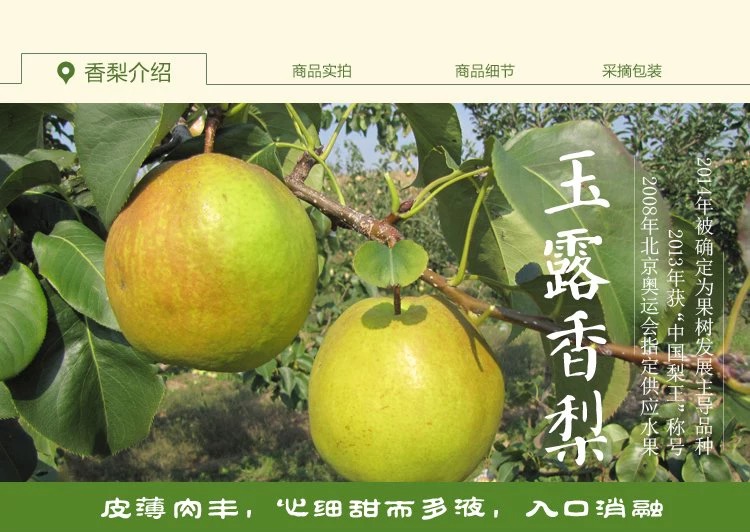 香梨介绍
商品实拍
商品细节
采摘包装
玉露香梨
2014年被确定为果树发展主导品种
2013年获“中国梨王”称号
2008年北京奥运会指定供应水果
皮薄肉丰，心细甜而多液，入口消融